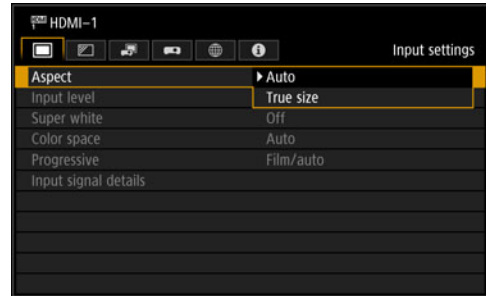 HDMI-1
Input settings
Aspect Auto
Input level True size
Super white Off
Color space Auto
Progressive Film/auto
Input signal details